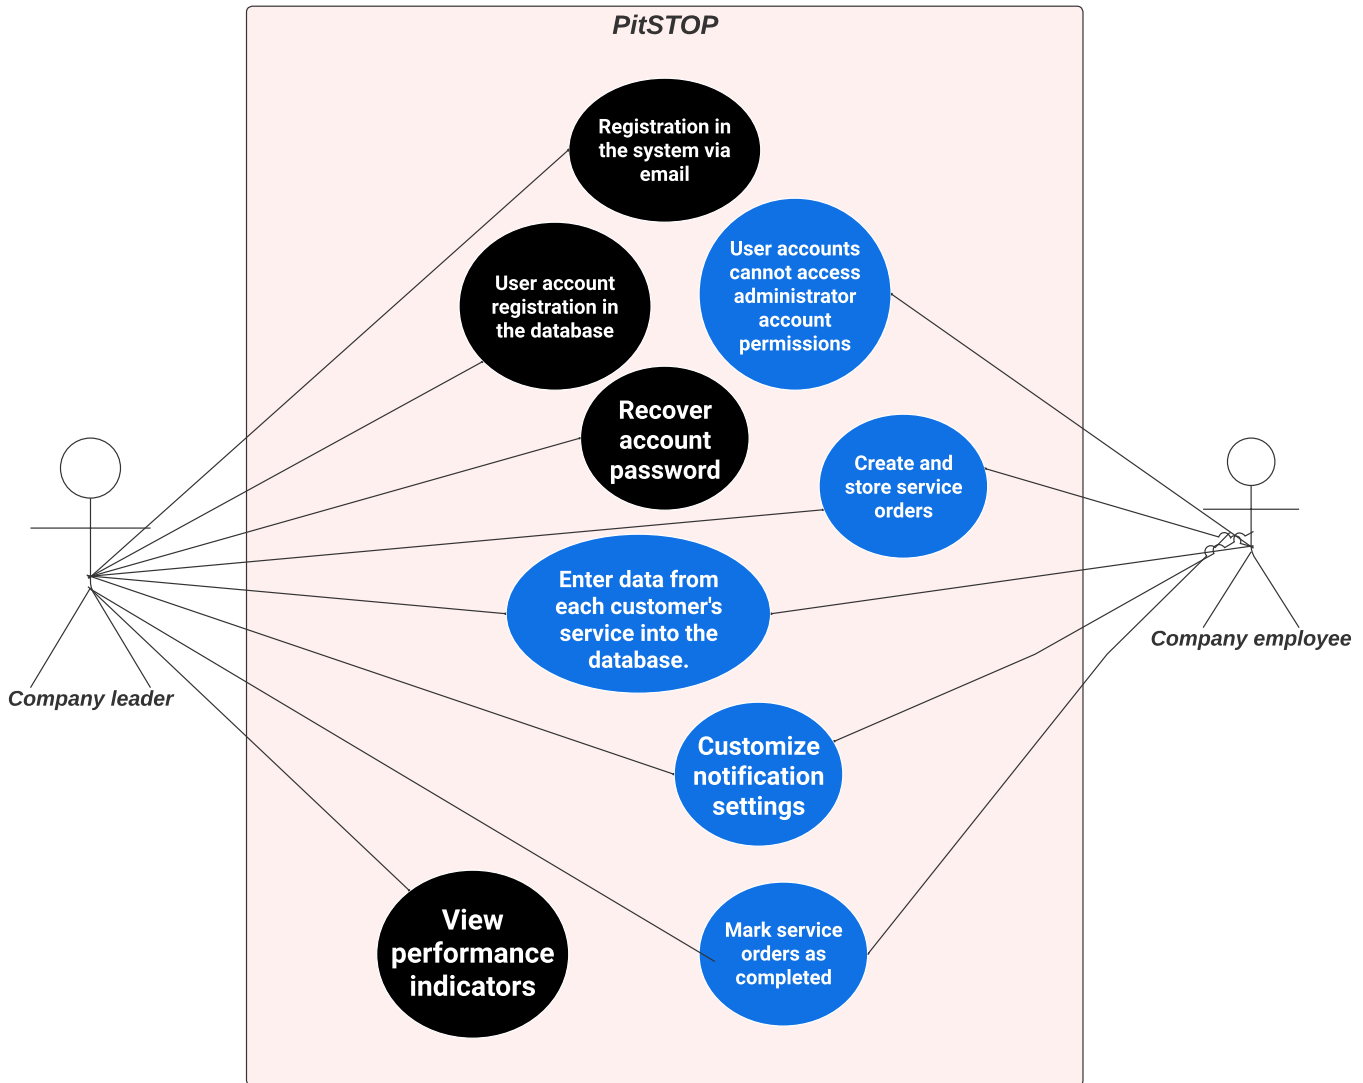 PitSTOP
Registration in
the system via
email
User accounts
cannot access
administrator
account
permissions
User account
registration in
the database
Recover
account
password
Create and
store service
orders
Enter data from
each customer's
service into the
database.
Company employee
Company leader
Customize
notification
settings
View
performance
indicators
Mark service
orders as
completed